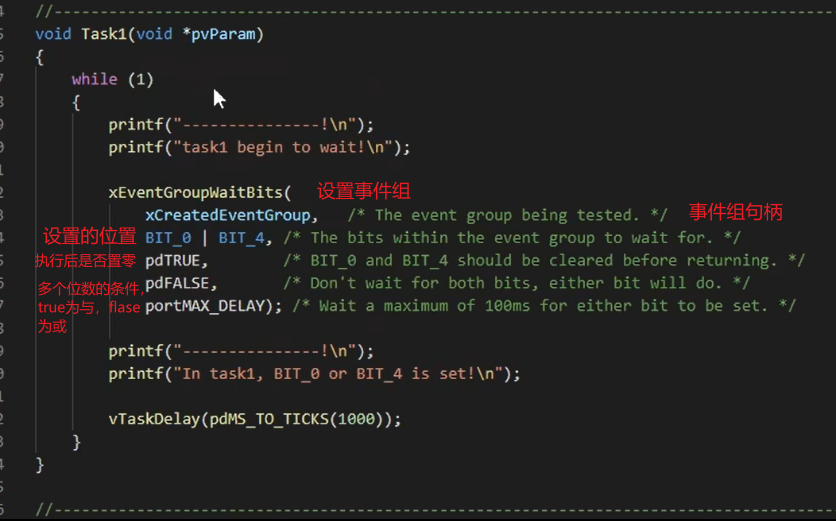 //------------------------------------------------------------------------------------
void Task1(void *pvParam)
{
while (1)
{
printf("---------------!\n");
printf("task1 begin to wait!\n");
xEventGroupWaitBits( 设置事件组
xCreatedEventGroup, /* The event group being tested. */ 事件组句柄
设置的位置 BIT_0 | BIT_4, /* The bits within the event group to wait for. */
执行后是否置零 pdTRUE, /* BIT_0 and BIT_4 should be cleared before returning. */
多个位数的条件, pdFALSE, /* Don't wait for both bits, either bit will do. */
true为与，flase portMAX_DELAY); /* Wait a maximum of 100ms for either bit to be set. */
为或
printf("---------------!\n");
printf("In task1, BIT_0 or BIT_4 is set!\n");
vTaskDelay(pdMS_TO_TICKS(1000));
}
}
//------------------------------------------------------------------------------------